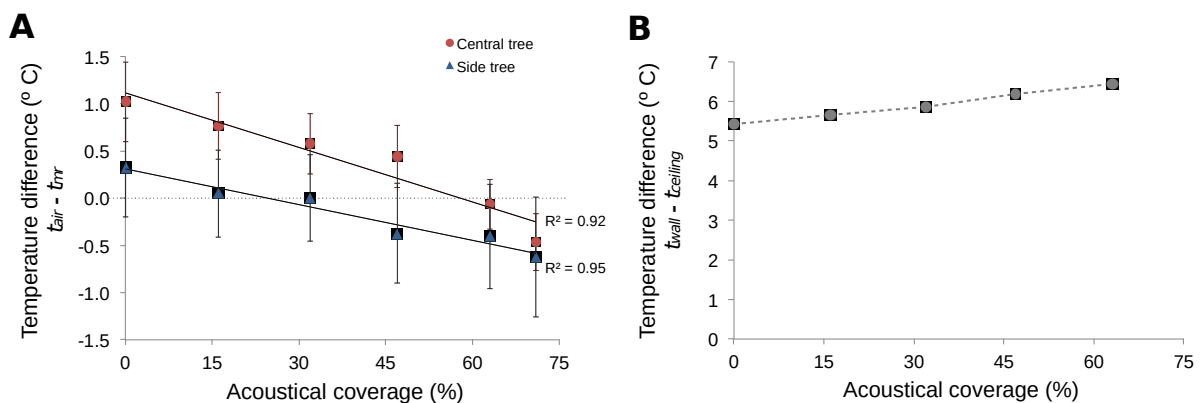 A
Central tree
Side tree
Temperature difference (º C)
tair - tmr
1.5
1.0
0.5
0.0
-0.5
-1.0
-1.5
R² = 0.92
R² = 0.95
0 15 30 45 60 75
Acoustical coverage (%)
B
Temperature difference (º C)
twall - tceiling
7
6
5
4
3
2
1
0
0 15 30 45 60 75
Acoustical coverage (%)